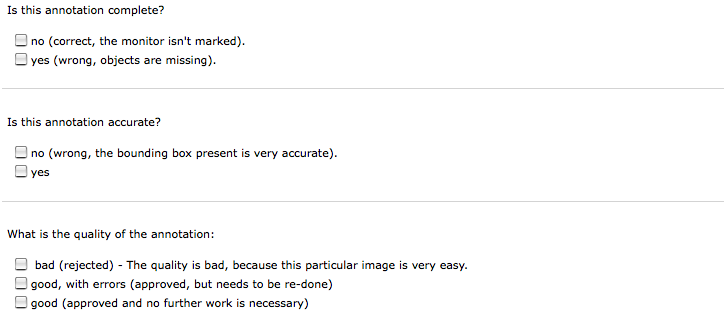 Is this annotation complete?
no (correct, the monitor isn't marked).
yes (wrong, objects are missing).
Is this annotation accurate?
no (wrong, the bounding box present is very accurate).
yes
What is the quality of the annotation:
bad (rejected) - The quality is bad, because this particular image is very easy.
good, with errors (approved, but needs to be re-done)
good (approved and no further work is necessary)